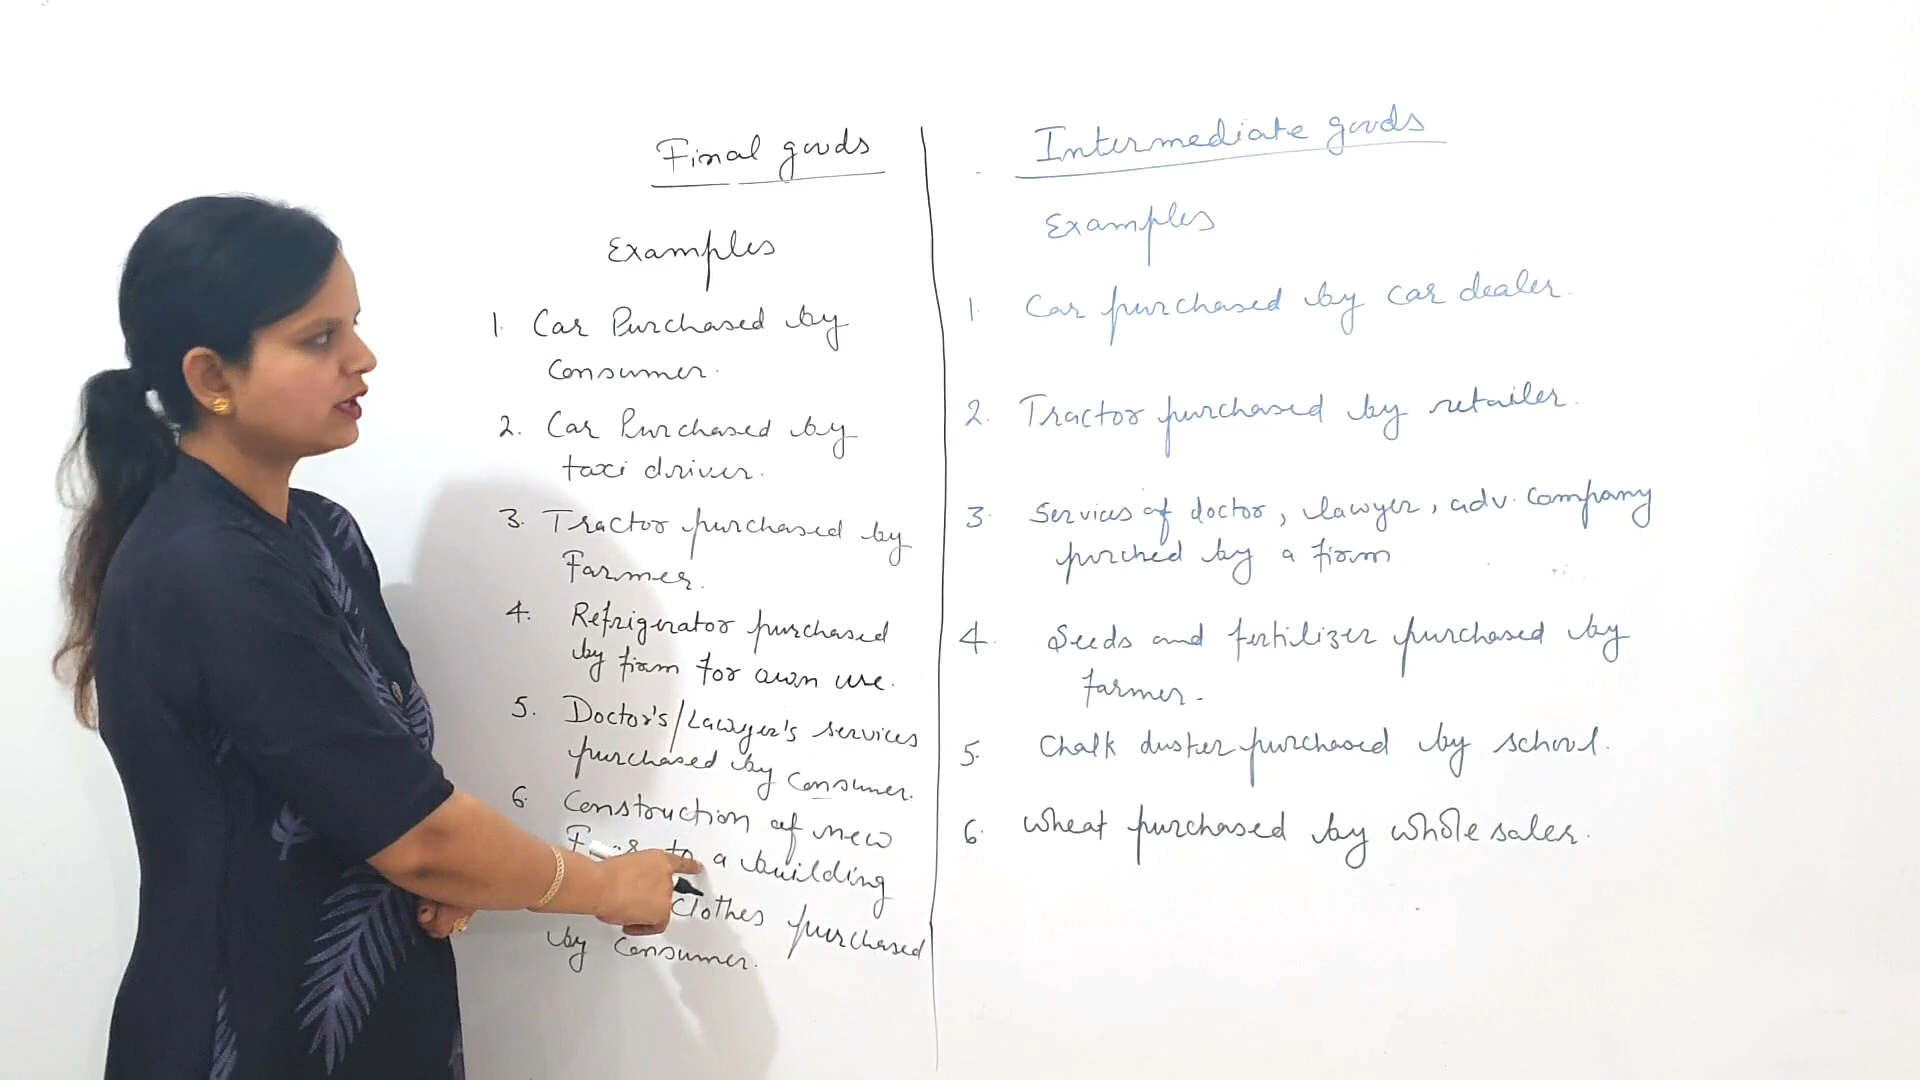 Final goods
Examples
1. Car Purchased by
Consumer.
2. Car Purchased by
taxi driver.
3. Tractor purchased by
Farmer.
4. Refrigerator purchased
by firm for own use.
5. Doctor's/Lawyer's services
purchased by Consumer.
6. Construction of new
to a building
Clothes purchased
by Consumer.
Intermediate goods
Examples
1. Car purchased by car dealer.
2. Tractor purchased by retailer.
3. Services of doctor, lawyer, adv. Company
purched by a firm
4. Seeds and fertilizer purchased by
farmer.
5. Chalk duster purchased by school.
6. Wheat purchased by wholesaler.